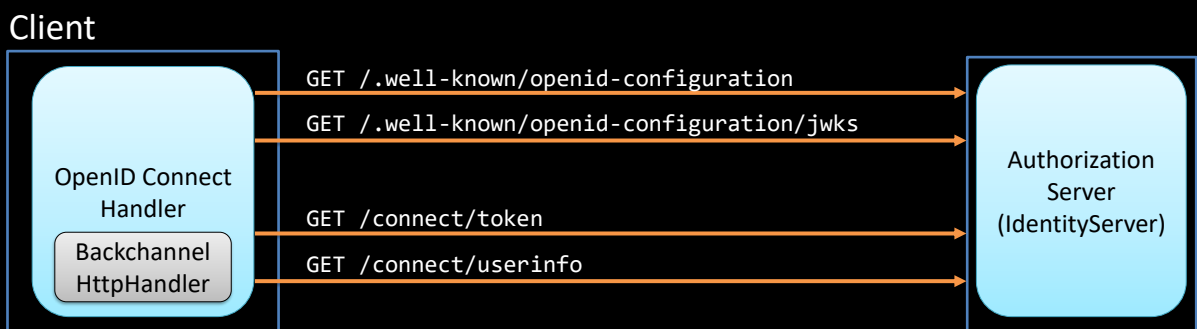 Client
GET /.well-known/openid-configuration
GET /.well-known/openid-configuration/jwks
OpenID Connect
Handler
Backchannel
HttpHandler
GET /connect/token
GET /connect/userinfo
Authorization
Server
(IdentityServer)